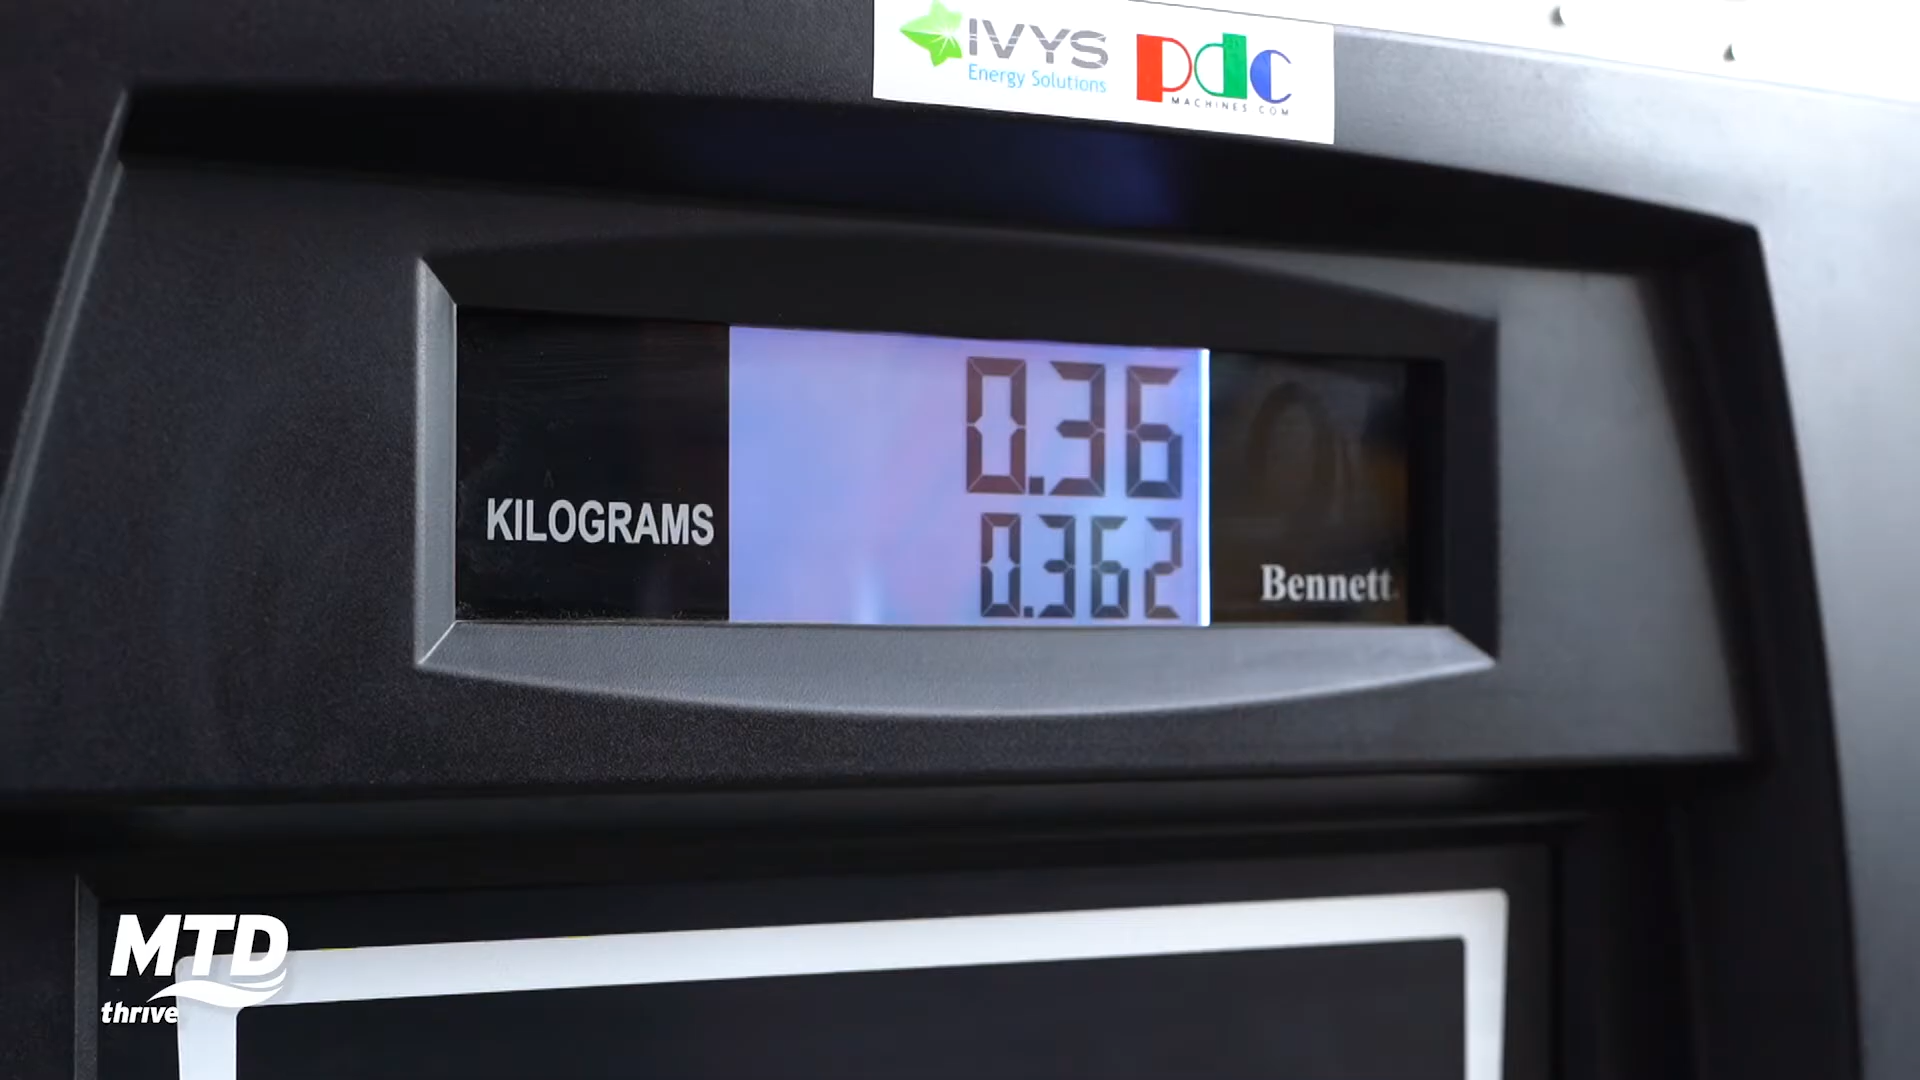 IVYS
Energy Solutions
pdc
MACHINES.COM
0.36
KILOGRAMS
0.362
Bennett
MTD
thrive